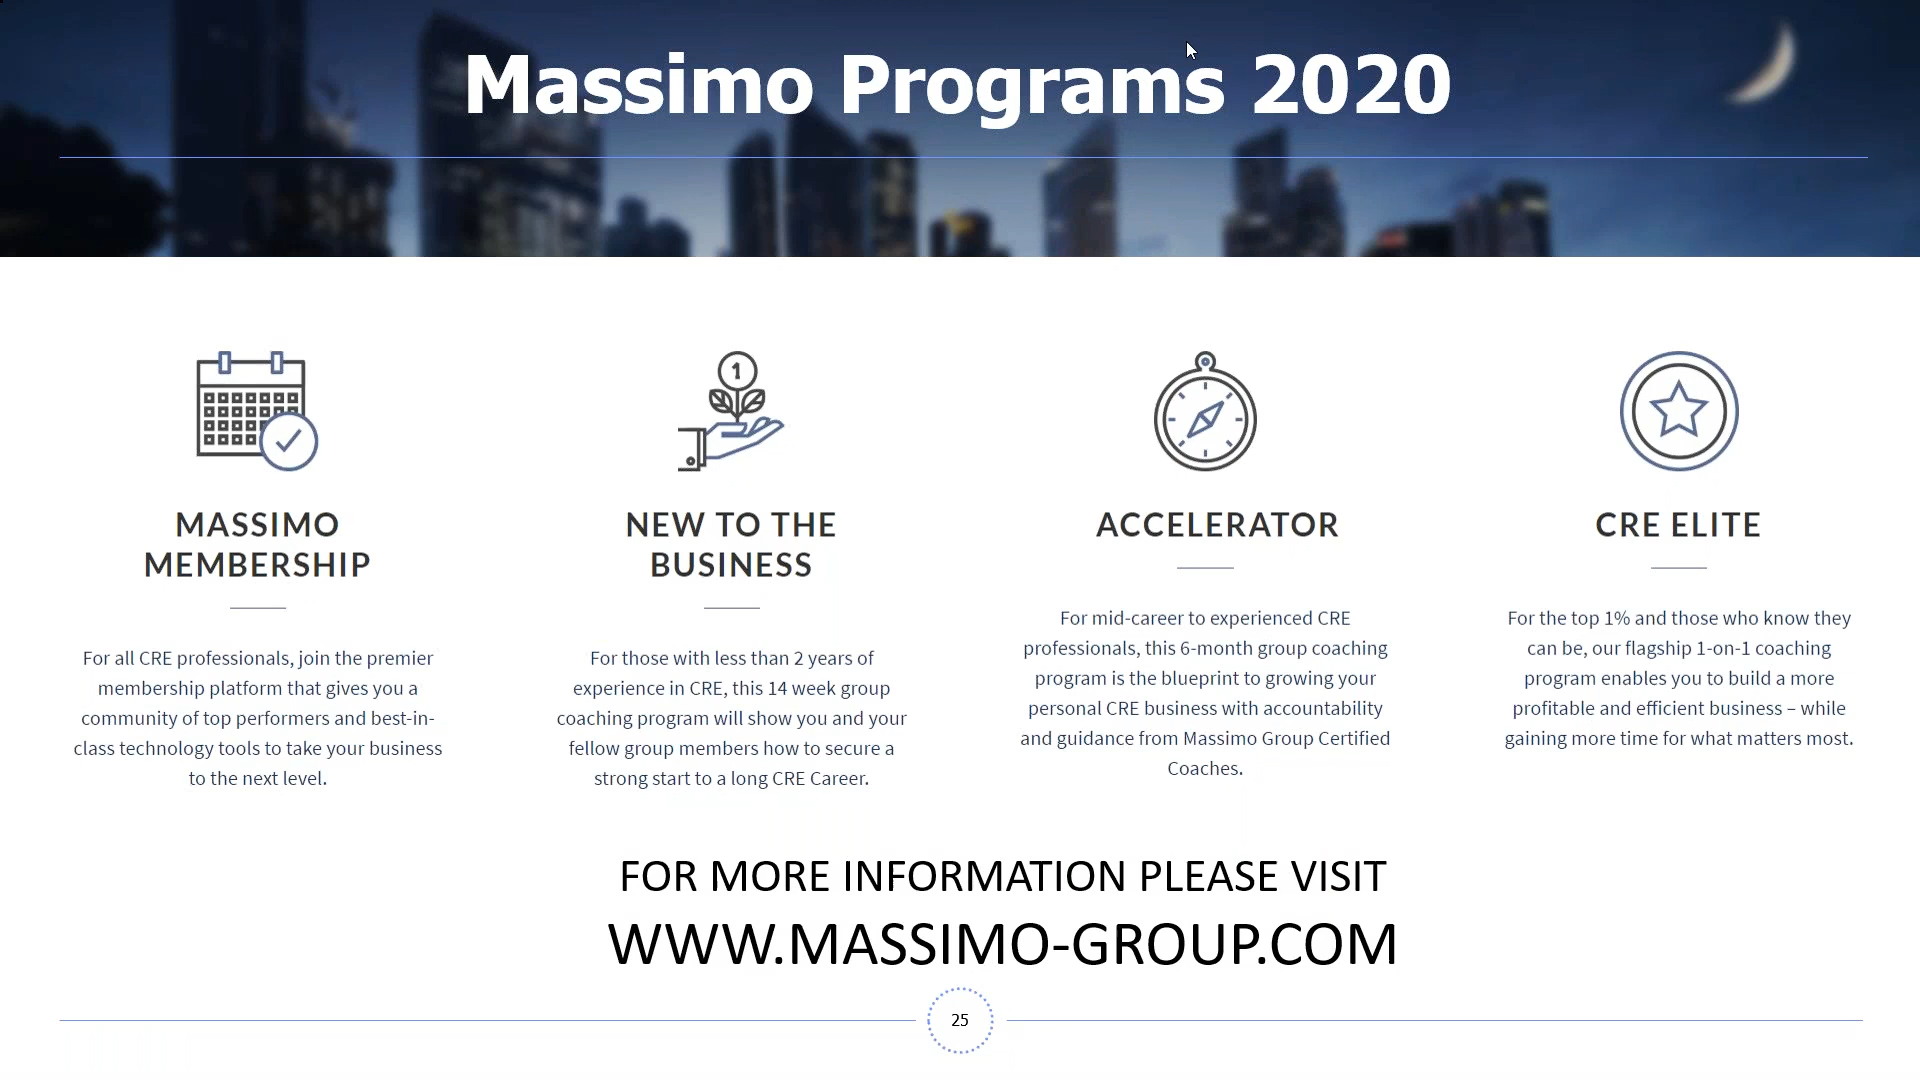 Massimo Programs 2020
1
MASSIMO
MEMBERSHIP
For all CRE professionals, join the premier
membership platform that gives you a
community of top performers and best-in-
class technology tools to take your business
to the next level.
NEW TO THE
BUSINESS
For those with less than 2 years of
experience in CRE, this 14 week group
coaching program will show you and your
fellow group members how to secure a
strong start to a long CRE Career.
ACCELERATOR
For mid-career to experienced CRE
professionals, this 6-month group coaching
program is the blueprint to growing your
personal CRE business with accountability
and guidance from Massimo Group Certified
Coaches.
CRE ELITE
For the top 1% and those who know they
can be, our flagship 1-on-1 coaching
program enables you to build a more
profitable and efficient business – while
gaining more time for what matters most.
FOR MORE INFORMATION PLEASE VISIT
WWW.MASSIMO-GROUP.COM
25